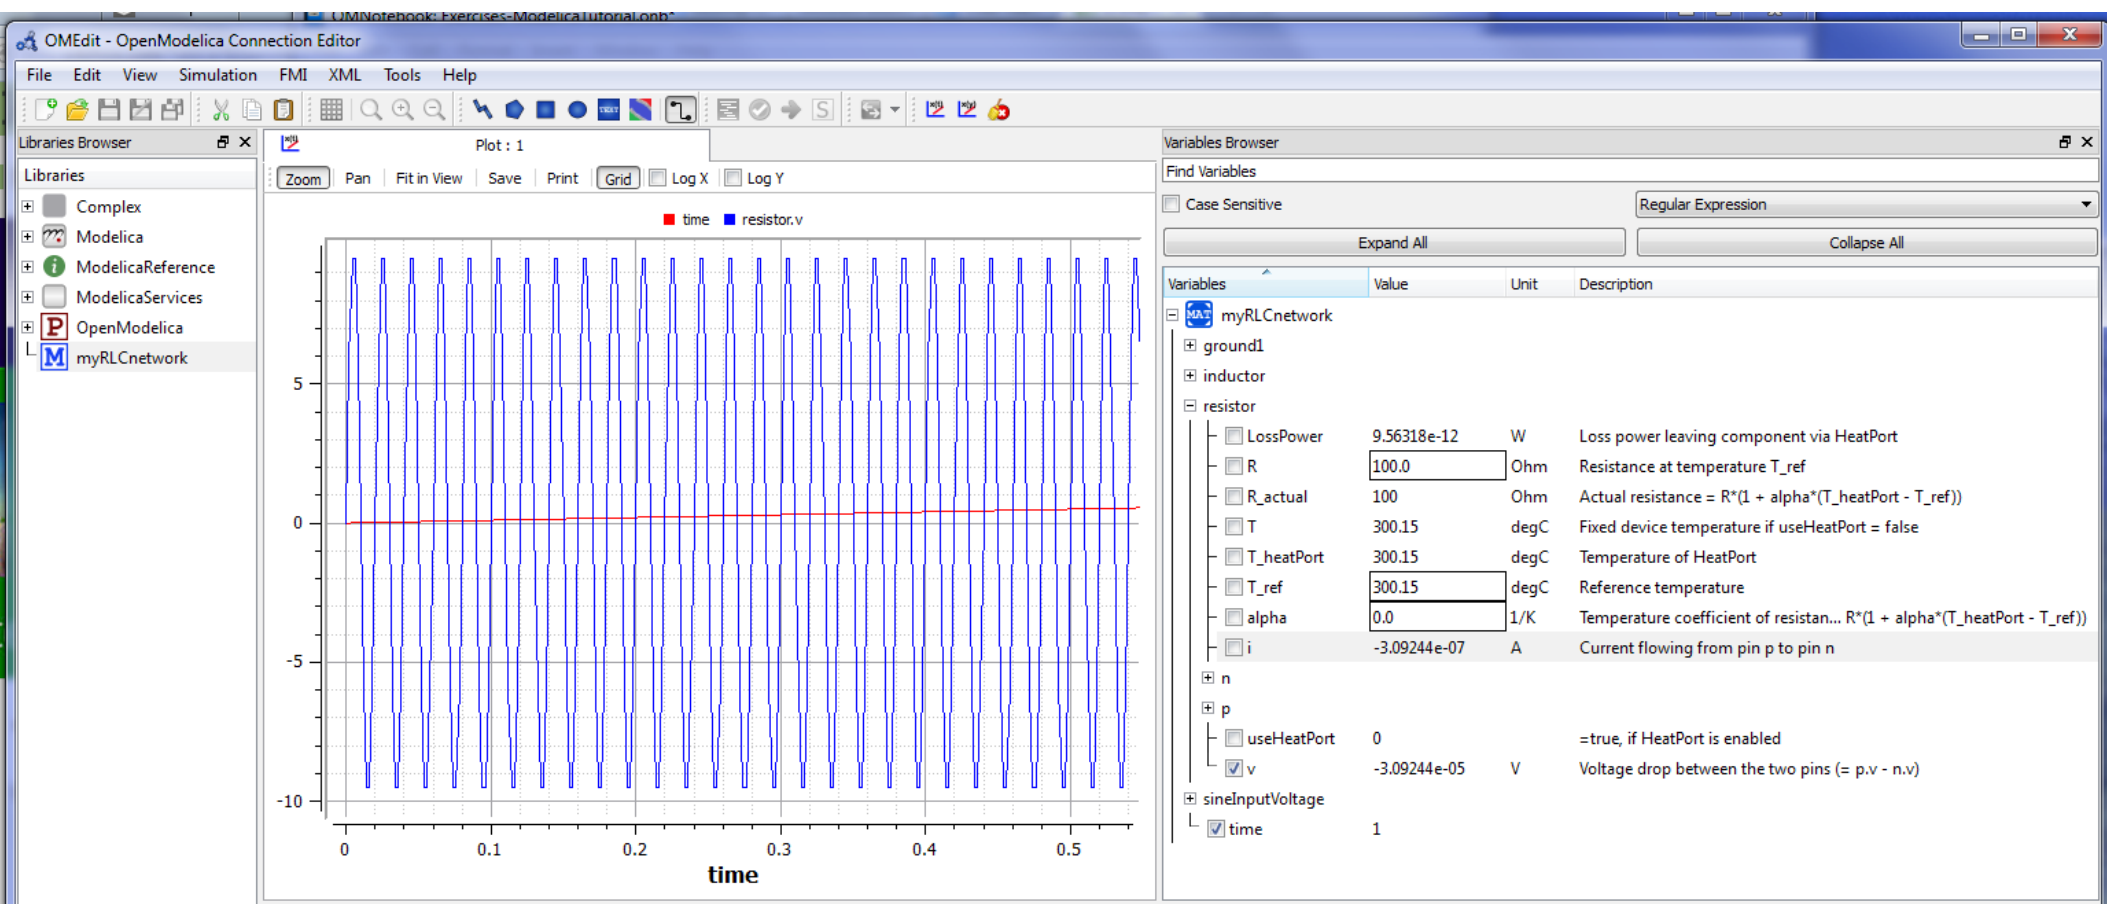 OMNotebook: Exercises-ModelicaTutorial.onb*
OMEdit - OpenModelica Connection Editor
File Edit View Simulation FMI XML Tools Help
TEXT
S
Libraries Browser
Libraries
Complex
Modelica
ModelicaReference
ModelicaServices
P OpenModelica
M myRLCnetwork
Plot : 1
Zoom Pan Fit in View Save Print Grid Log X Log Y
time resistor.v
5
0
-5
-10
0 0.1 0.2 0.3 0.4 0.5
time
Variables Browser
Find Variables
Case Sensitive Regular Expression
Expand All Collapse All
Variables Value Unit Description
MAT myRLCnetwork
ground1
inductor
resistor
LossPower 9.56318e-12 W Loss power leaving component via HeatPort
R 100.0 Ohm Resistance at temperature T_ref
R_actual 100 Ohm Actual resistance = R*(1 + alpha*(T_heatPort - T_ref))
T 300.15 degC Fixed device temperature if useHeatPort = false
T_heatPort 300.15 degC Temperature of HeatPort
T_ref 300.15 degC Reference temperature
alpha 0.0 1/K Temperature coefficient of resistan... R*(1 + alpha*(T_heatPort - T_ref))
i -3.09244e-07 A Current flowing from pin p to pin n
n
p
useHeatPort 0 =true, if HeatPort is enabled
v -3.09244e-05 V Voltage drop between the two pins (= p.v - n.v)
sineInputVoltage
time 1